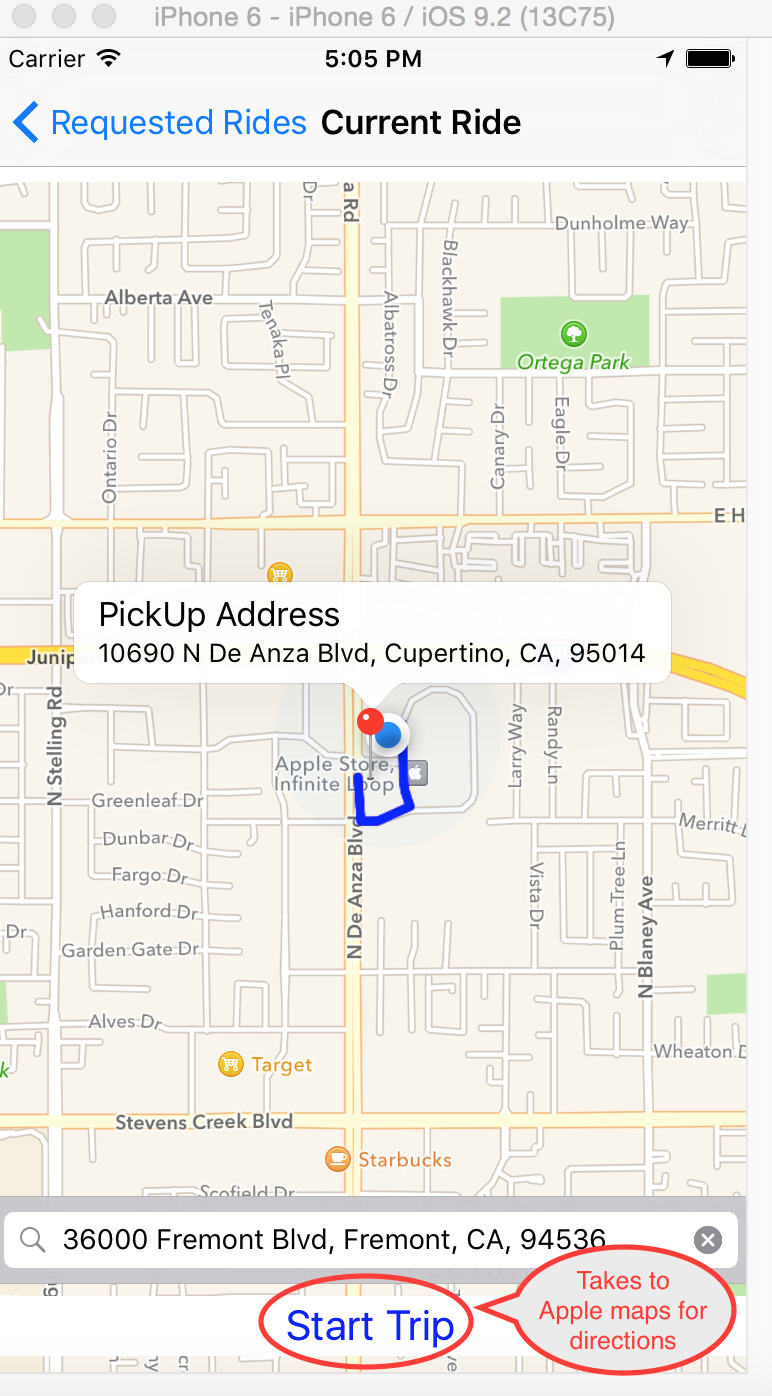 iPhone 6 - iPhone 6 / iOS 9.2 (13C75)
Carrier
5:05 PM
Requested Rides
Current Ride
Dr
a Rd
Dunholme Way
Blackhawk Dr
Alberta Ave
Albatross Dr
Tenaka Pl
Ortega Park
Ontario Dr
Canary Dr
Eagle Dr
E H
PickUp Address
10690 N De Anza Blvd, Cupertino, CA, 95014
Junip
Dr
N Stelling Rd
Larry Way
Randy Ln
Apple Store,
Infinite Loop
Greenleaf Dr
Merritt
Dunbar Dr
N De Anza Blvd
Plum Tree Ln
Vista Dr
Fargo Dr
N Blaney Ave
Hanford Dr
Dr
Garden Gate Dr
Alves Dr
Wheaton D
k
Target
Stevens Creek Blvd
Starbucks
Scofield Dr
36000 Fremont Blvd, Fremont, CA, 94536
Takes to
Apple maps for
directions
Start Trip